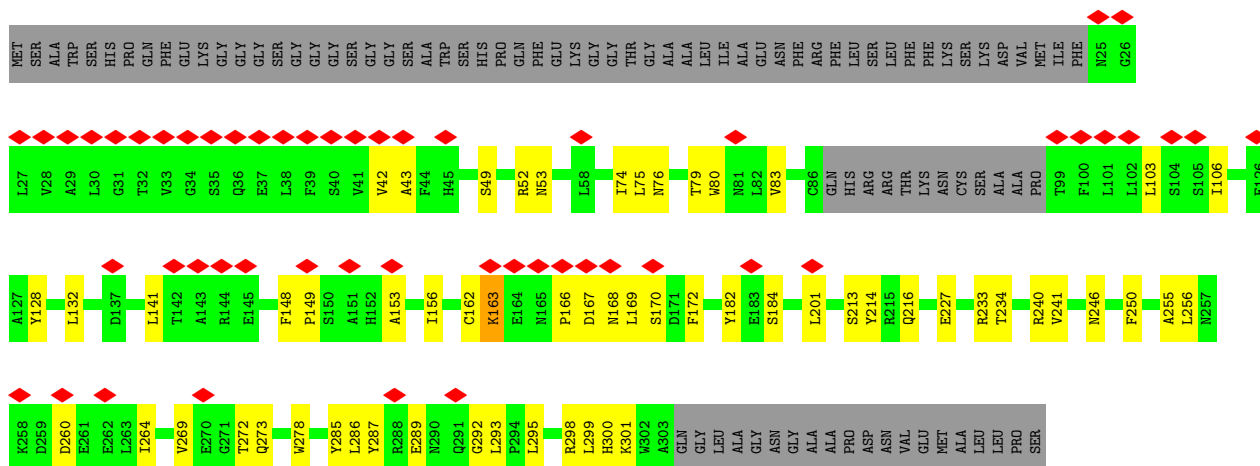 MET SER ALA TRP SER HIS PRO GLN PHE GLU LYS GLY GLY GLY SER GLY GLY GLY SER GLY GLY SER ALA TRP SER HIS PRO GLN PHE GLU LYS GLY GLY THR GLY ALA ALA LEU ILE ALA GLU ASN PHE ARG PHE LEU SER LEU PHE PHE LYS SER LYS ASP VAL MET ILE PHE N25 G26
L27 V28 A29 L30 G31 T32 V33 G34 S35 Q36 E37 L38 F39 S40 V41 V42 A43 F44 H45 S49 R52 N53 L58 I74 L75 N76 T79 W80 N81 L82 V83 C86 GLN HIS ARG ARG THR LYS ASN CYS SER ALA ALA PRO T99 F100 L101 L102 L103 S104 S105 I106 E126
A127 Y128 L132 D137 L141 T142 A143 R144 E145 F148 P149 S150 A151 H152 A153 I156 C162 K163 E164 N165 P166 D167 N168 L169 S170 D171 F172 Y182 E183 S184 L201 S213 Y214 R215 Q216 E227 R233 T234 R240 V241 N246 F250 A255 L256 N257
K258 D259 D260 E261 E262 L263 I264 V269 E270 G271 T272 Q273 W278 Y285 L286 Y287 R288 E289 N290 Q291 G292 L293 P294 L295 R298 L299 H300 K301 W302 A303 GLN GLY LEU ALA GLY ASN GLY ALA ALA PRO ASP ASN VAL GLU MET ALA LEU LEU PRO SER